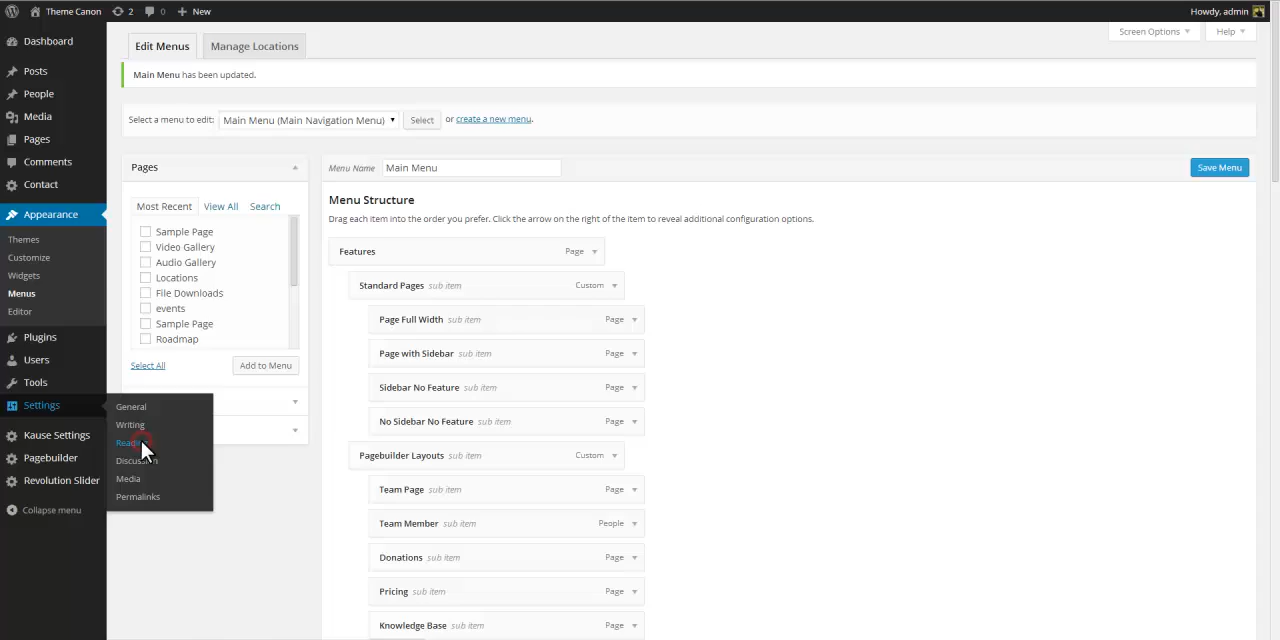 Theme Canon 2 0 New Howdy, admin
Dashboard
Posts
People
Media
Pages
Comments
Contact
Appearance
Themes
Customize
Widgets
Menus
Editor
Plugins
Users
Tools
Settings
Kause Settings
Pagebuilder
Revolution Slider
Collapse menu
General
Writing
Discussion
Media
Permalinks
Screen Options Help
Edit Menus Manage Locations
Main Menu has been updated.
Select a menu to edit: Main Menu (Main Navigation Menu) Select or create a new menu.
Pages
Most Recent View All Search
Sample Page
Video Gallery
Audio Gallery
Locations
File Downloads
events
Sample Page
Roadmap
Select All Add to Menu
Menu Name Main Menu Save Menu
Menu Structure
Drag each item into the order you prefer. Click the arrow on the right of the item to reveal additional configuration options.
Features Page
Standard Pages sub item Custom
Page Full Width sub item Page
Page with Sidebar sub item Page
Sidebar No Feature sub item Page
No Sidebar No Feature sub item Page
Pagebuilder Layouts sub item Custom
Team Page sub item Page
Team Member sub item People
Donations sub item Page
Pricing sub item Page
Knowledge Base sub item Page